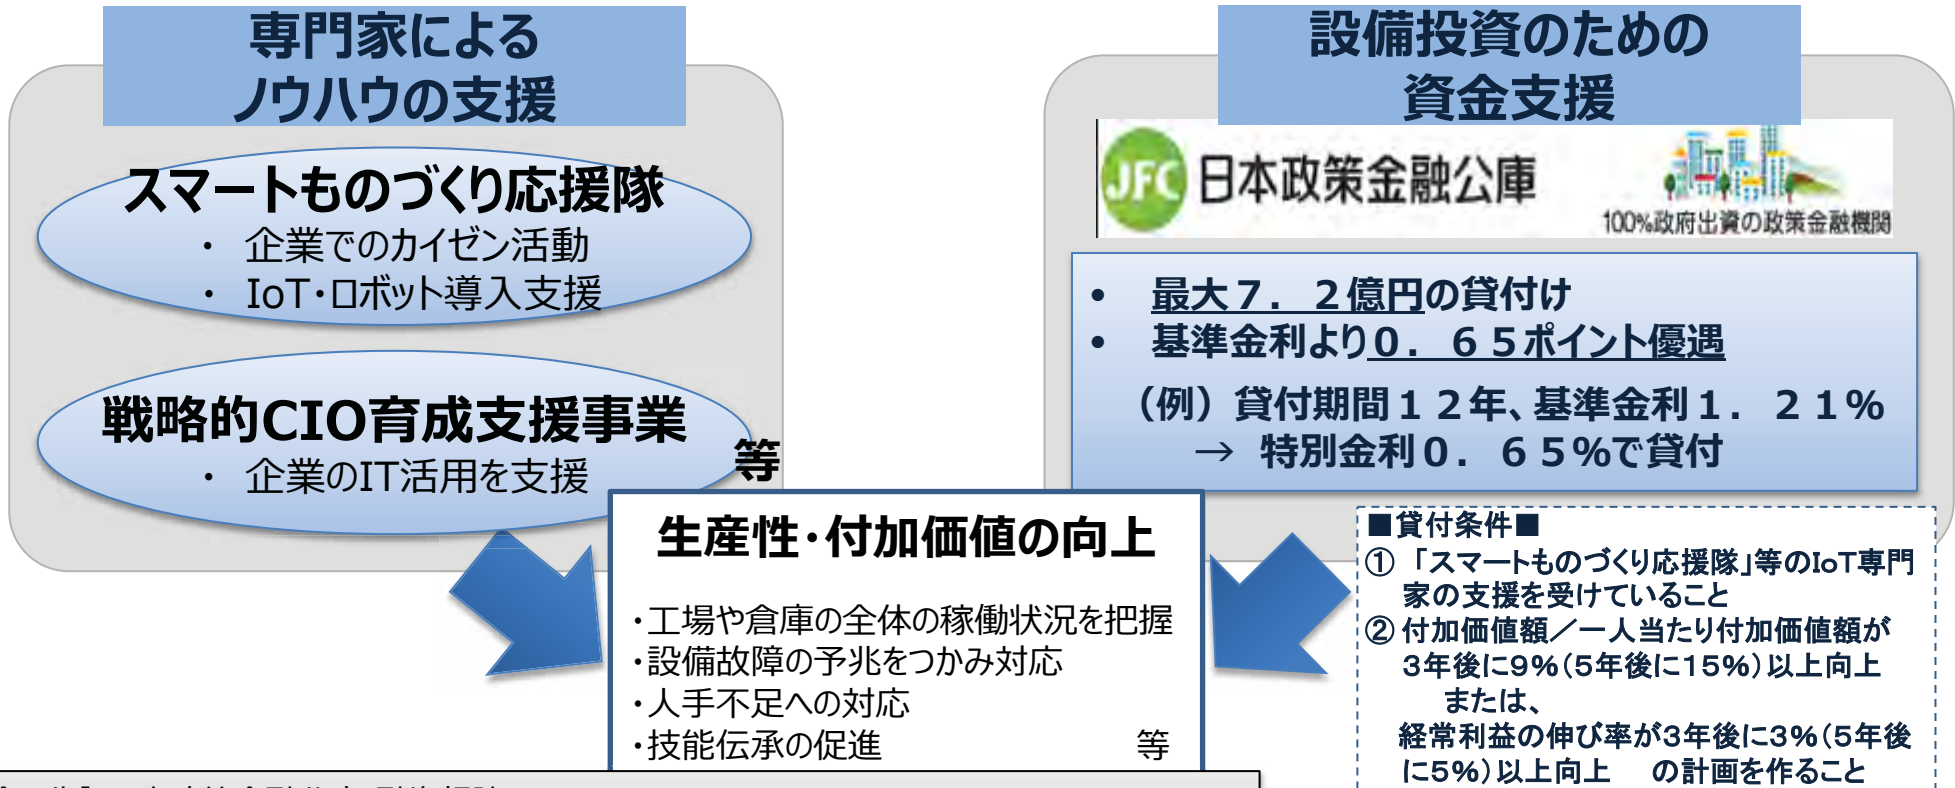 専門家による
ノウハウの支援
スマートものづくり応援隊
・ 企業でのカイゼン活動
・ IoT・ロボット導入支援
戦略的CIO育成支援事業
・ 企業のIT活用を支援
等
設備投資のための
資金支援
JFC 日本政策金融公庫
100%政府出資の政策金融機関
• 最大７．２億円の貸付け
• 基準金利より０．６５ポイント優遇
（例）貸付期間１２年、基準金利１．２１％
→ 特別金利０．６５％で貸付
生産性・付加価値の向上
・工場や倉庫の全体の稼働状況を把握
・設備故障の予兆をつかみ対応
・人手不足への対応
・技能伝承の促進 等
■貸付条件■
① 「スマートものづくり応援隊」等のIoT専門
家の支援を受けていること
② 付加価値額／一人当たり付加価値額が
３年後に９％（５年後に１５％）以上向上
または、
経常利益の伸び率が３年後に３％（５年後
に５％）以上向上 の計画を作ること